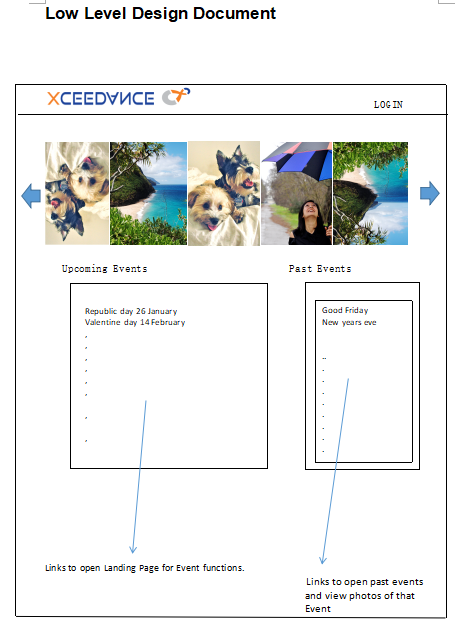 Low Level Design Document
XCEEDANCE
LOGIN
Upcoming Events
Past Events
Republic day 26 January
Valentine day 14 February
Good Friday
New years eve
Links to open Landing Page for Event functions.
Links to open past events
and view photos of that
Event